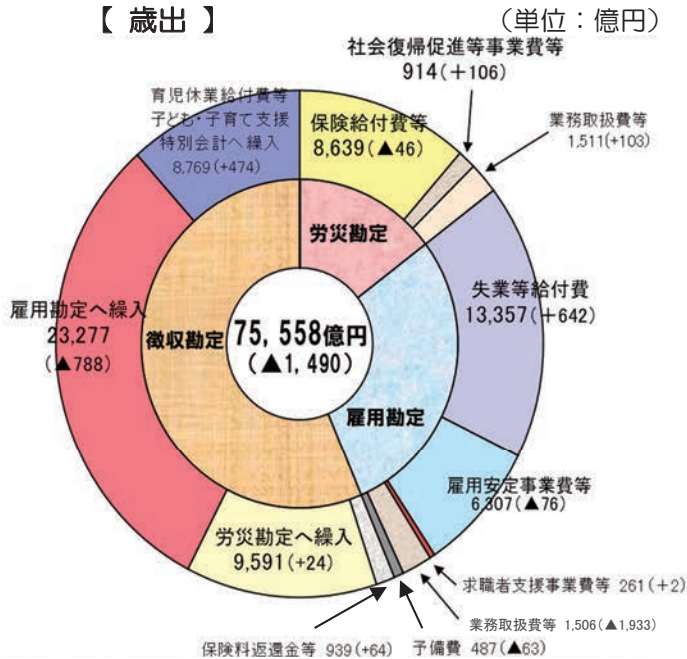 【 歳出 】
(単位：億円)
社会復帰促進等事業費等
914(＋106)
育児休業給付費等
子ども・子育て支援
特別会計へ繰入
8,769(+474)
保険給付費等
8,639(▲46)
業務取扱費等
1,511(+103)
労災勘定
失業等給付費
13,357(＋642)
雇用勘定へ繰入
23,277
(▲788)
徴収勘定
75,558億円
(▲1,490)
雇用勘定
雇用安定事業費等
6,307(▲76)
労災勘定へ繰入
9,591(+24)
求職者支援事業費等 261(＋2)
業務取扱費等 1,506(▲1,933)
保険料返還金等 939(+64)
予備費 487(▲63)